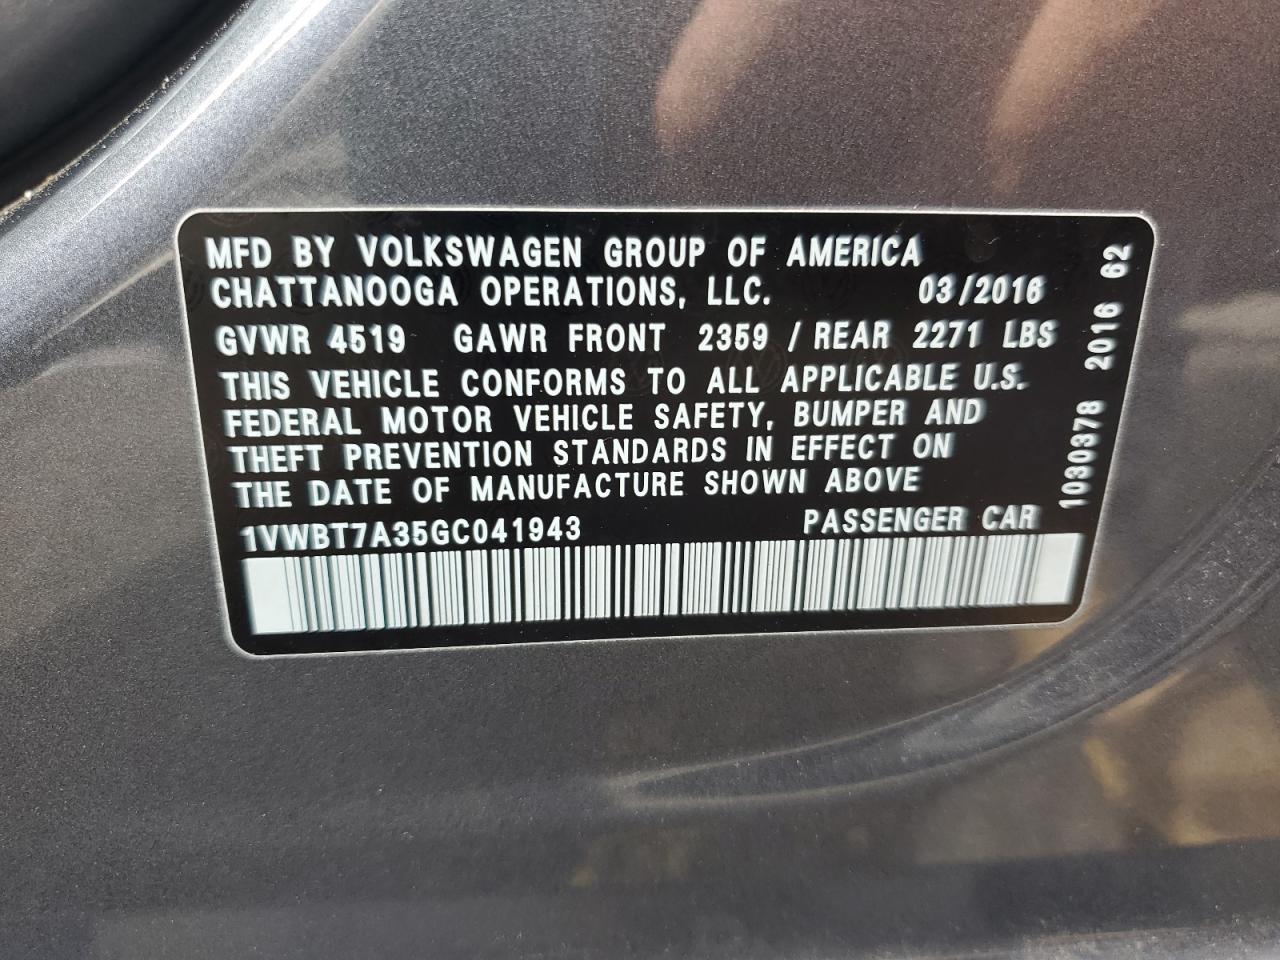 MFD BY VOLKSWAGEN GROUP OF AMERICA
CHATTANOOGA OPERATIONS, LLC. 03/2016
GVWR 4519 GAWR FRONT 2359 / REAR 2271 LBS
THIS VEHICLE CONFORMS TO ALL APPLICABLE U.S.
FEDERAL MOTOR VEHICLE SAFETY, BUMPER AND
THEFT PREVENTION STANDARDS IN EFFECT ON
THE DATE OF MANUFACTURE SHOWN ABOVE
1VWBT7A35GC041943 PASSENGER CAR
1030378 2016 62